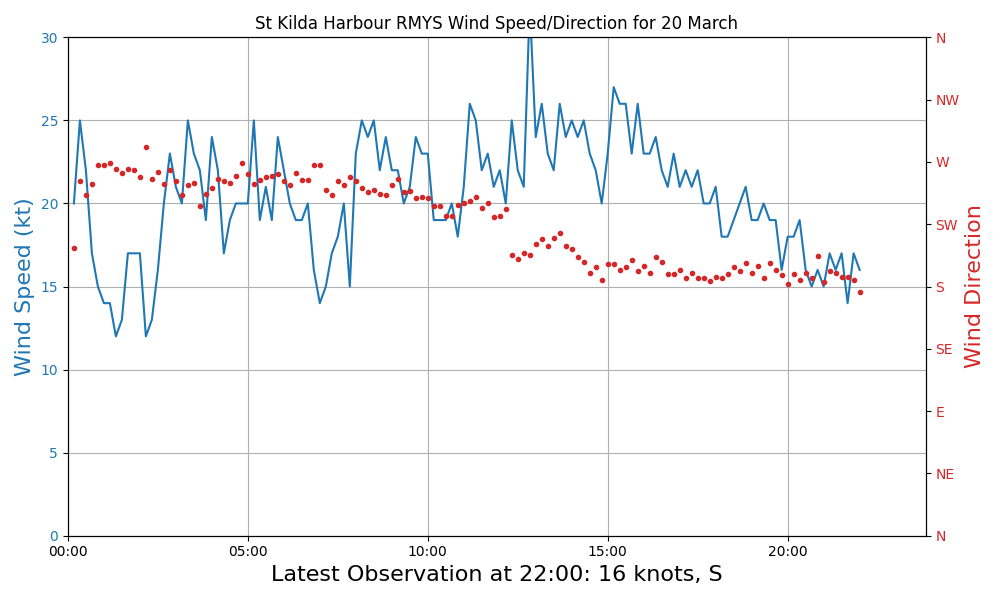 St Kilda Harbour RMYS Wind Speed/Direction for 20 March
Wind Speed (kt)
30
25
20
15
10
5
0
N
NW
W
SW
S
SE
E
NE
N
Wind Direction
00:00 05:00 10:00 15:00 20:00
Latest Observation at 22:00: 16 knots, S